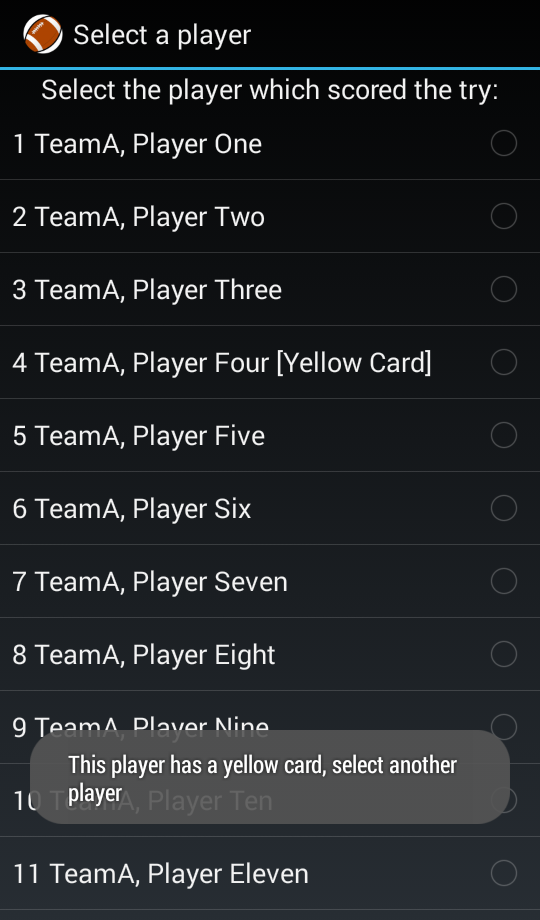 Select a player
Select the player which scored the try:
1 TeamA, Player One
2 TeamA, Player Two
3 TeamA, Player Three
4 TeamA, Player Four [Yellow Card]
5 TeamA, Player Five
6 TeamA, Player Six
7 TeamA, Player Seven
8 TeamA, Player Eight
9 TeamA, Player Nine
This player has a yellow card, select another
player
10 TeamA, Player Ten
11 TeamA, Player Eleven